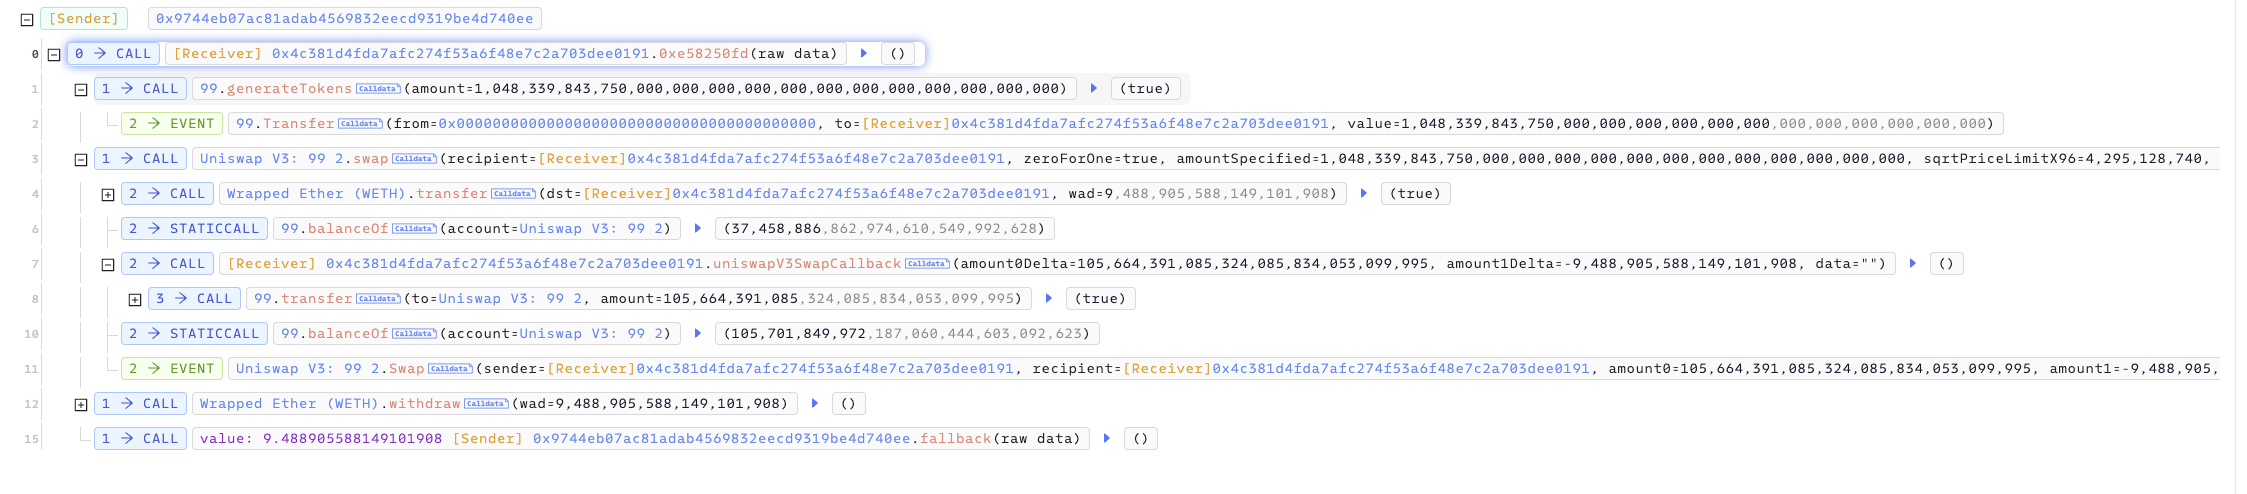 [Sender] 0x9744eb07ac81adab4569832eecd9319be4d740ee
0 0 → CALL [Receiver] 0x4c381d4fda7afc274f53a6f48e7c2a703dee0191.0xe58250fd(raw data) ()
1 1 → CALL 99.generateTokens Calldata (amount=1,048,339,843,750,000,000,000,000,000,000,000,000,000,000,000,000,000) (true)
2 2 → EVENT 99.Transfer Calldata (from=0x0000000000000000000000000000000000000000, to=[Receiver]0x4c381d4fda7afc274f53a6f48e7c2a703dee0191, value=1,048,339,843,750,000,000,000,000,000,000,000,000,000,000,000,000,000)
3 1 → CALL Uniswap V3: 99 2.swap Calldata (recipient=[Receiver]0x4c381d4fda7afc274f53a6f48e7c2a703dee0191, zeroForOne=true, amountSpecified=1,048,339,843,750,000,000,000,000,000,000,000,000,000,000,000,000,000, sqrtPriceLimitX96=4,295,128,740,
4 2 → CALL Wrapped Ether (WETH).transfer Calldata (dst=[Receiver]0x4c381d4fda7afc274f53a6f48e7c2a703dee0191, wad=9,488,905,588,149,101,908) (true)
6 2 → STATICCALL 99.balanceOf Calldata (account=Uniswap V3: 99 2) (37,458,886,862,974,610,549,992,628)
7 2 → CALL [Receiver] 0x4c381d4fda7afc274f53a6f48e7c2a703dee0191.uniswapV3SwapCallback Calldata (amount0Delta=105,664,391,085,324,085,834,053,099,995, amount1Delta=-9,488,905,588,149,101,908, data="") ()
8 3 → CALL 99.transfer Calldata (to=Uniswap V3: 99 2, amount=105,664,391,085,324,085,834,053,099,995) (true)
10 2 → STATICCALL 99.balanceOf Calldata (account=Uniswap V3: 99 2) (105,701,849,972,187,060,444,603,092,623)
11 2 → EVENT Uniswap V3: 99 2.Swap Calldata (sender=[Receiver]0x4c381d4fda7afc274f53a6f48e7c2a703dee0191, recipient=[Receiver]0x4c381d4fda7afc274f53a6f48e7c2a703dee0191, amount0=105,664,391,085,324,085,834,053,099,995, amount1=-9,488,905,
12 1 → CALL Wrapped Ether (WETH).withdraw Calldata (wad=9,488,905,588,149,101,908) ()
15 1 → CALL value: 9.488905588149101908 [Sender] 0x9744eb07ac81adab4569832eecd9319be4d740ee.fallback(raw data) ()